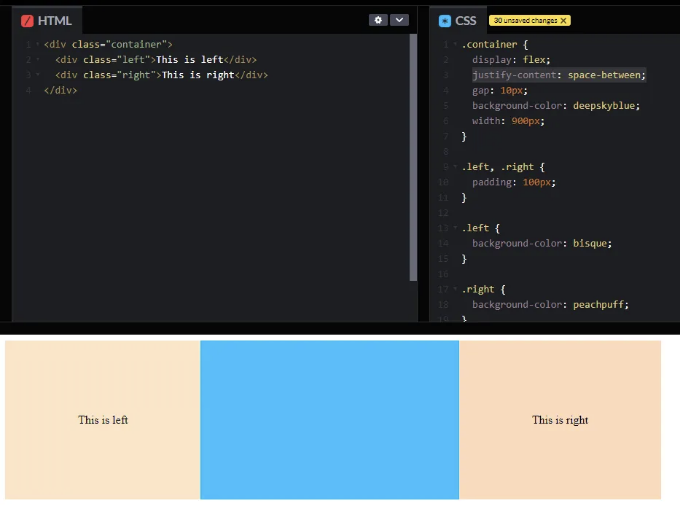 HTML
1 <div class="container">
2 <div class="left">This is left</div>
3 <div class="right">This is right</div>
4 </div>
CSS
30 unsaved changes X
1 .container {
2 display: flex;
3 justify-content: space-between;
4 gap: 10px;
5 background-color: deepskyblue;
6 width: 900px;
7 }
8
9 .left, .right {
10 padding: 100px;
11 }
12
13 .left {
14 background-color: bisque;
15 }
16
17 .right {
18 background-color: peachpuff;
19 }
This is left
This is right